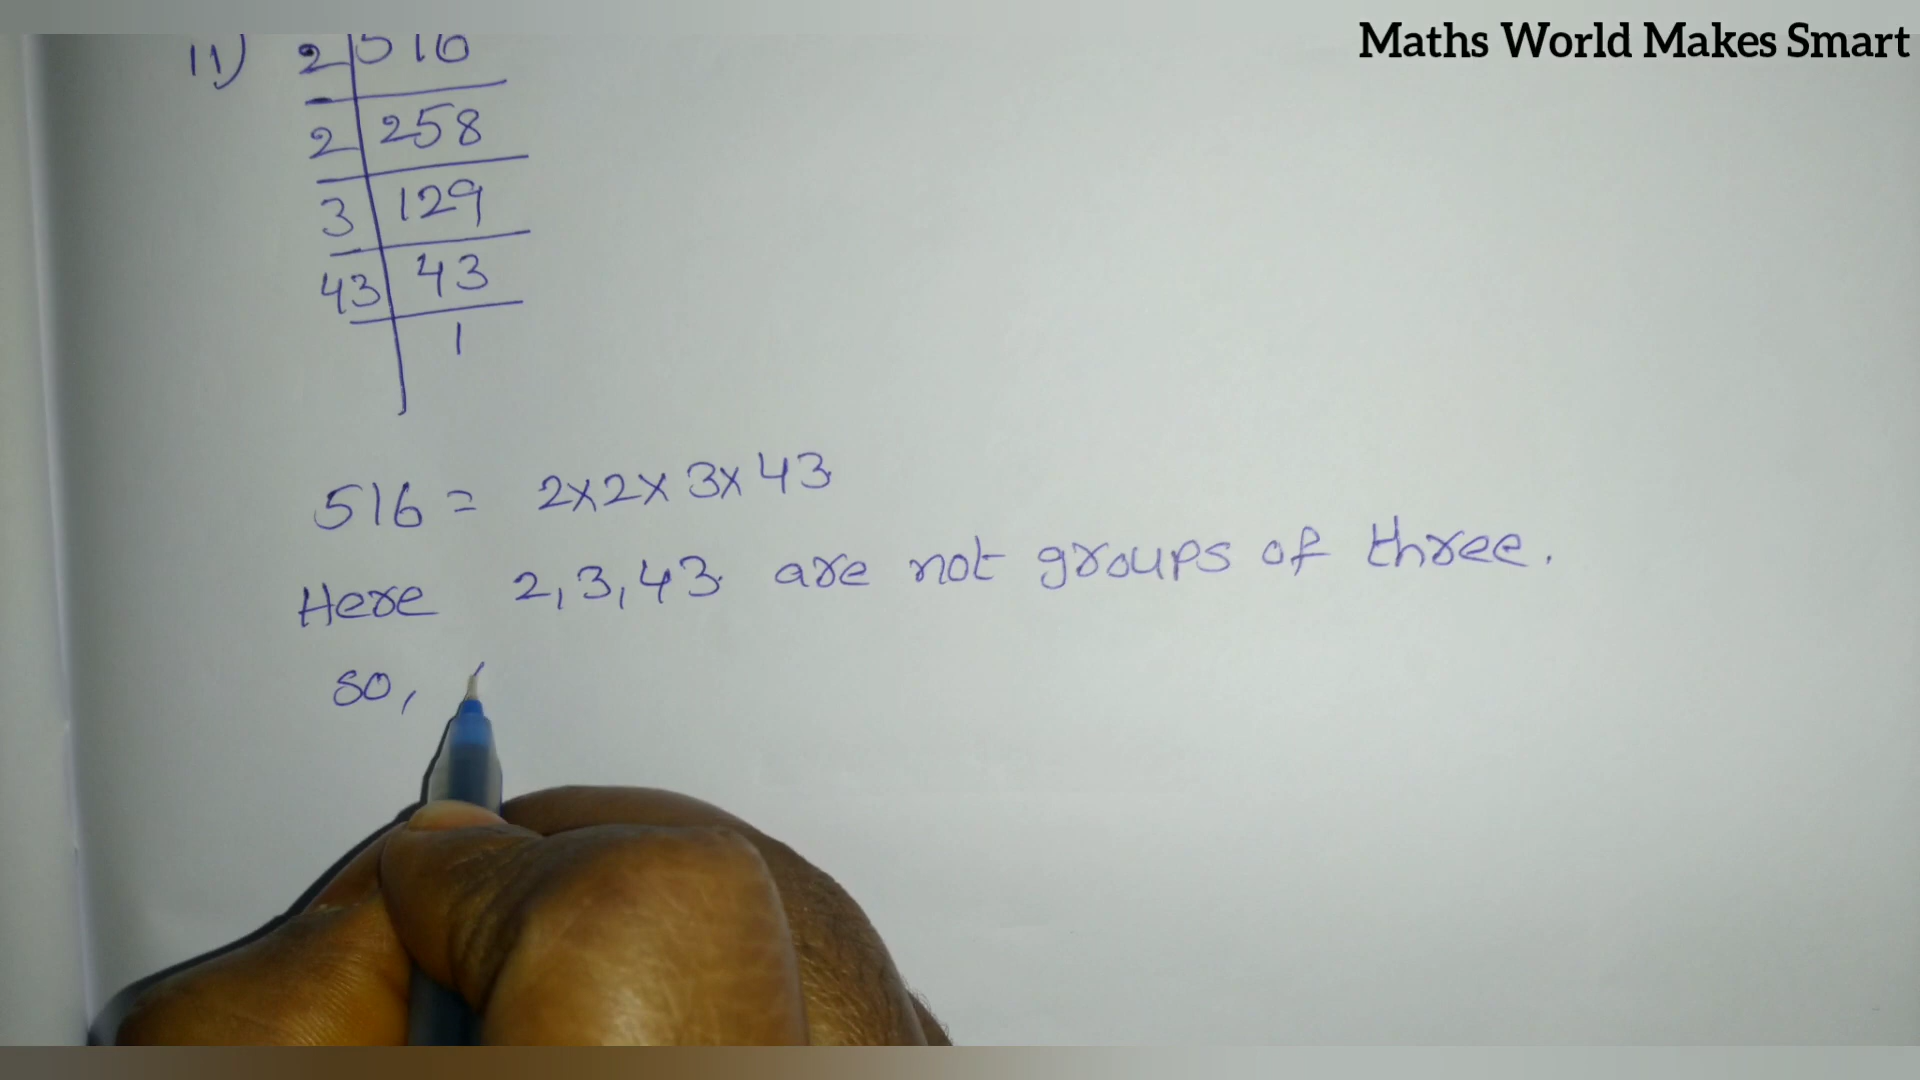 Maths World Makes Smart
11) 2 516
2 258
3 129
43 43
1
516 = 2x2x3x43
Here 2,3,43 are not groups of three.
so,